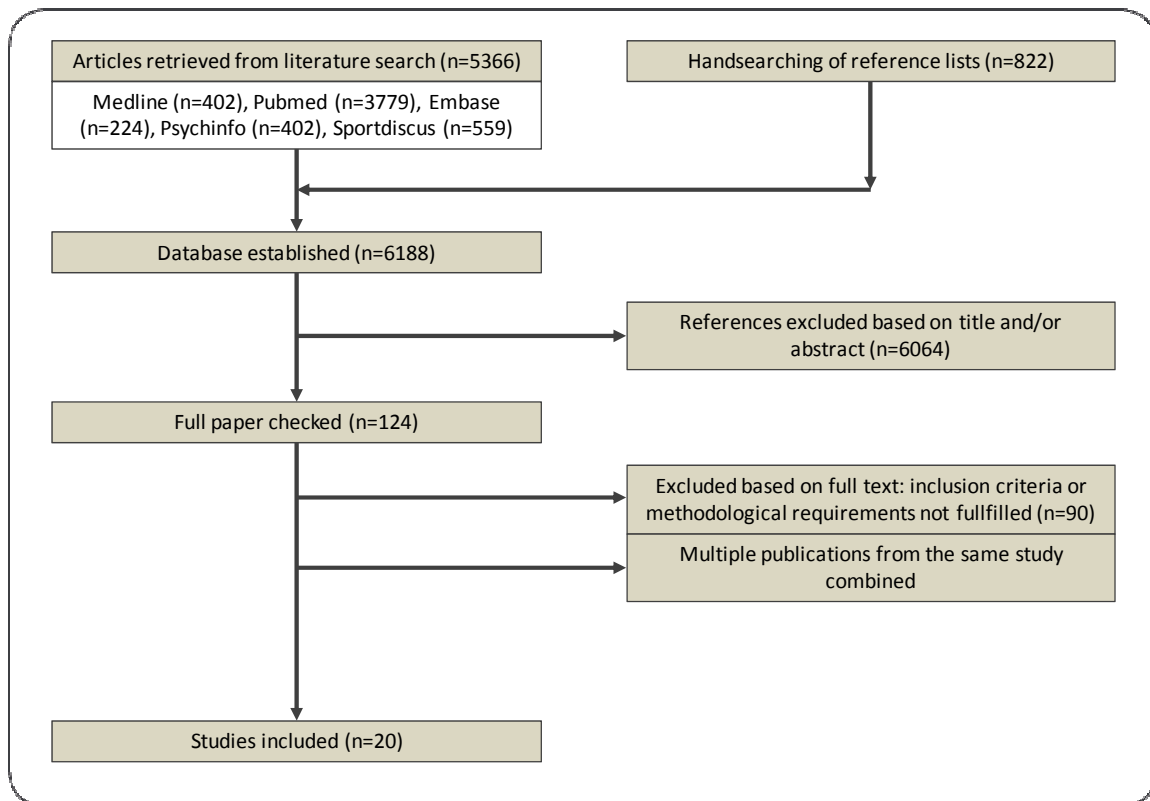 Articles retrieved from literature search (n=5366)
Medline (n=402), Pubmed (n=3779), Embase
(n=224), Psychinfo (n=402), Sportdiscus (n=559)
Handsearching of reference lists (n=822)
Database established (n=6188)
References excluded based on title and/or
abstract (n=6064)
Full paper checked (n=124)
Excluded based on full text: inclusion criteria or
methodological requirements not fullfilled (n=90)
Multiple publications from the same study
combined
Studies included (n=20)